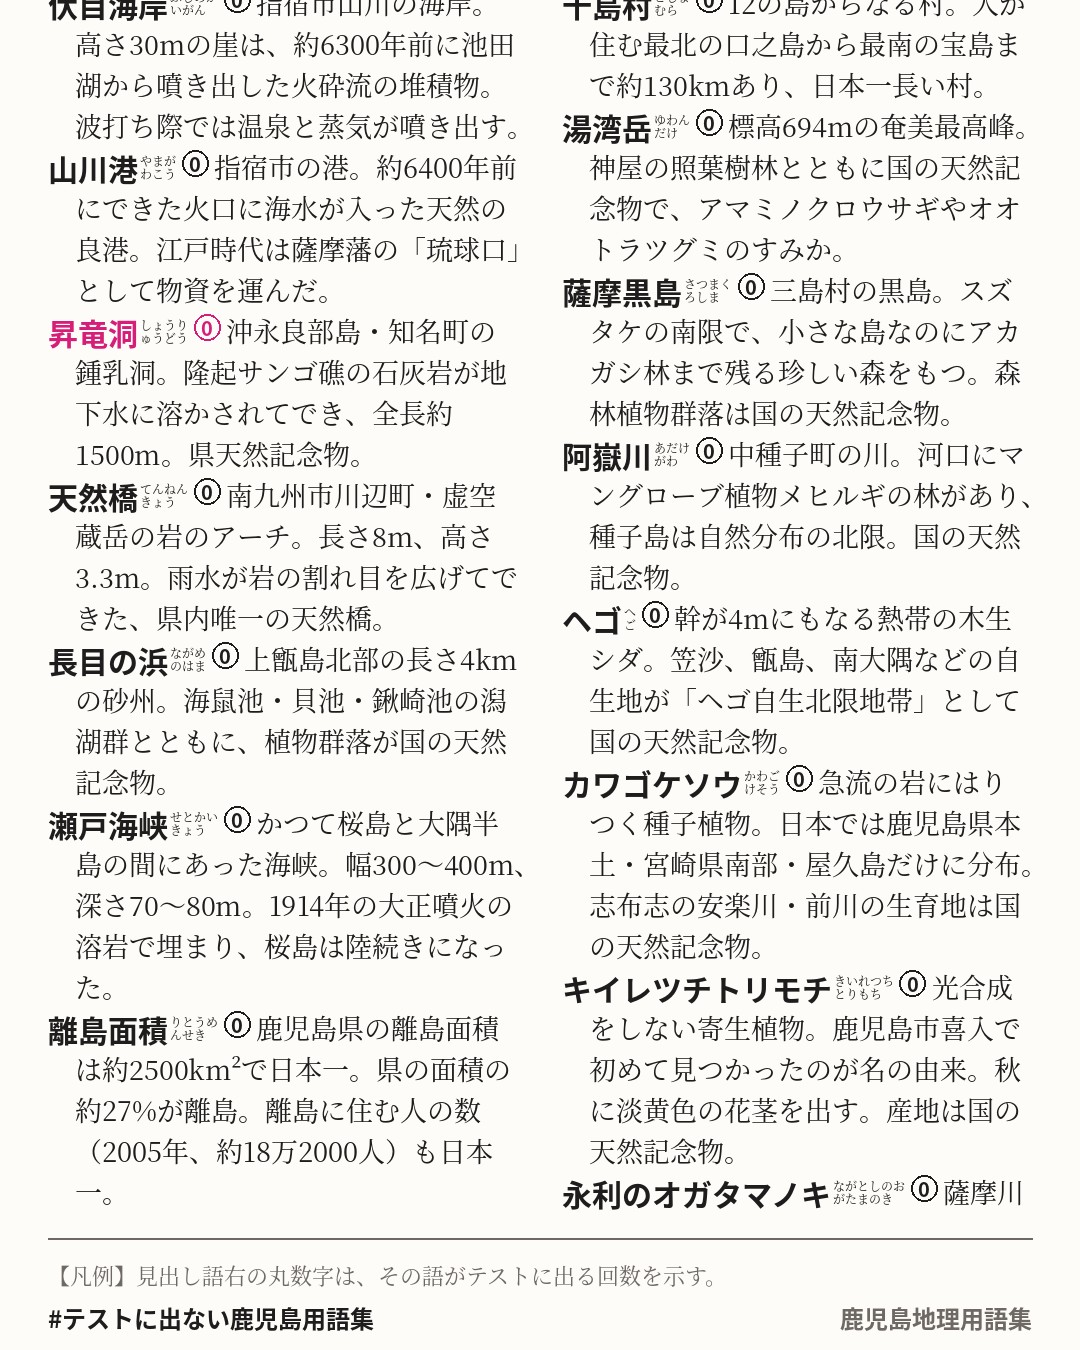 伏目海岸 いがん ⓪ 指宿市山川の海岸。
高さ30mの崖は、約6300年前に池田
湖から噴き出した火砕流の堆積物。
波打ち際では温泉と蒸気が噴き出す。
山川港 やまがわこう ⓪ 指宿市の港。約6400年前
にできた火口に海水が入った天然の
良港。江戸時代は薩摩藩の「琉球口」
として物資を運んだ。
昇竜洞 しょうりゅうどう ⓪ 沖永良部島・知名町の
鍾乳洞。隆起サンゴ礁の石灰岩が地
下水に溶かされてでき、全長約
1500m。県天然記念物。
天然橋 てんねんきょう ⓪ 南九州市川辺町・虚空
蔵岳の岩のアーチ。長さ8m、高さ
3.3m。雨水が岩の割れ目を広げてで
きた、県内唯一の天然橋。
長目の浜 ながめのはま ⓪ 上甑島北部の長さ4km
の砂州。海鼠池・貝池・鍬崎池の潟
湖群とともに、植物群落が国の天然
記念物。
瀬戸海峡 せとかいきょう ⓪ かつて桜島と大隅半
島の間にあった海峡。幅300〜400m、
深さ70〜80m。1914年の大正噴火の
溶岩で埋まり、桜島は陸続きになっ
た。
離島面積 りとうめんせき ⓪ 鹿児島県の離島面積
は約2500km²で日本一。県の面積の
約27%が離島。離島に住む人の数
（2005年、約18万2000人）も日本
一。
十島村 むら ⓪ 12の島からなる村。人が
住む最北の口之島から最南の宝島ま
で約130kmあり、日本一長い村。
湯湾岳 ゆわんだけ ⓪ 標高694mの奄美最高峰。
神屋の照葉樹林とともに国の天然記
念物で、アマミノクロウサギやオオ
トラツグミのすみか。
薩摩黒島 さつまくろしま ⓪ 三島村の黒島。スズ
タケの南限で、小さな島なのにアカ
ガシ林まで残る珍しい森をもつ。森
林植物群落は国の天然記念物。
阿嶽川 あだけがわ ⓪ 中種子町の川。河口にマ
ングローブ植物メヒルギの林があり、
種子島は自然分布の北限。国の天然
記念物。
ヘゴ へご ⓪ 幹が4mにもなる熱帯の木生
シダ。笠沙、甑島、南大隅などの自
生地が「ヘゴ自生北限地帯」として
国の天然記念物。
カワゴケソウ かわごけそう ⓪ 急流の岩にはり
つく種子植物。日本では鹿児島県本
土・宮崎県南部・屋久島だけに分布。
志布志の安楽川・前川の生育地は国
の天然記念物。
キイレツチトリモチ きいれつちとりもち ⓪ 光合成
をしない寄生植物。鹿児島市喜入で
初めて見つかったのが名の由来。秋
に淡黄色の花茎を出す。産地は国の
天然記念物。
永利のオガタマノキ ながとしのおがたまのき ⓪ 薩摩川
【凡例】見出し語右の丸数字は、その語がテストに出る回数を示す。
#テストに出ない鹿児島用語集
鹿児島地理用語集